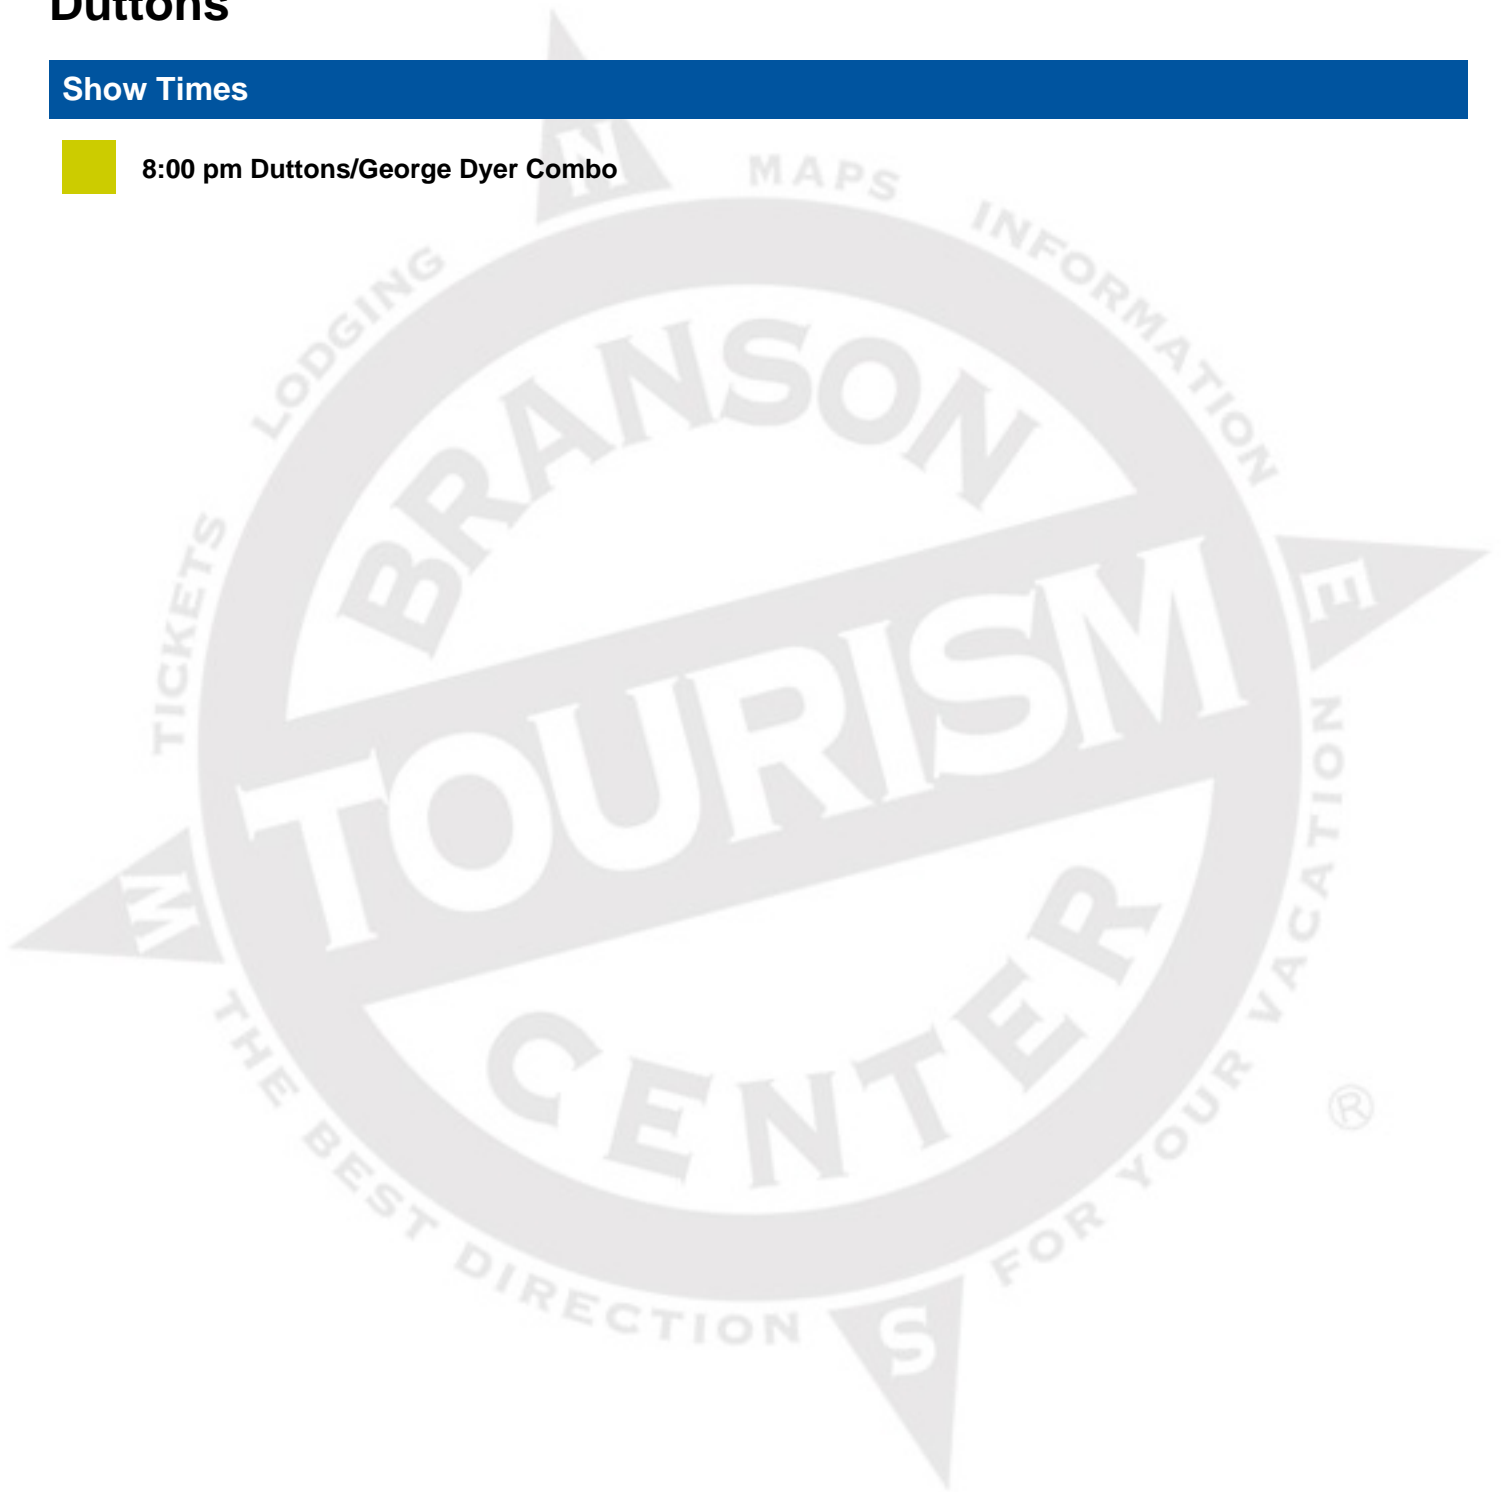 Duttons
Show Times
8:00 pm Duttons/George Dyer Combo
N
MAPS
INFORMATION
LODGING
TICKETS
BRANSON
TOURISM
CENTER
E
W
S
THE BEST DIRECTION
FOR YOUR VACATION
®